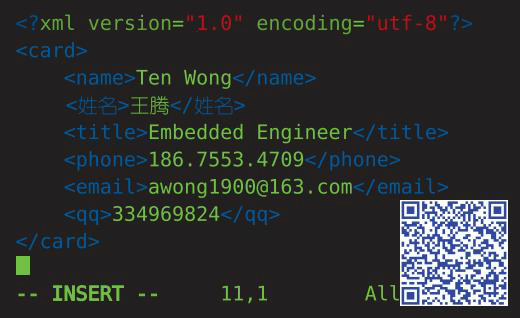 <?xml version="1.0" encoding="utf-8"?>
<card>
    <name>Ten Wong</name>
    <姓名>王腾</姓名>
    <title>Embedded Engineer</title>
    <phone>186.7553.4709</phone>
    <email>awong1900@163.com</email>
    <qq>334969824</qq>
</card>
-- INSERT --    11,1    All